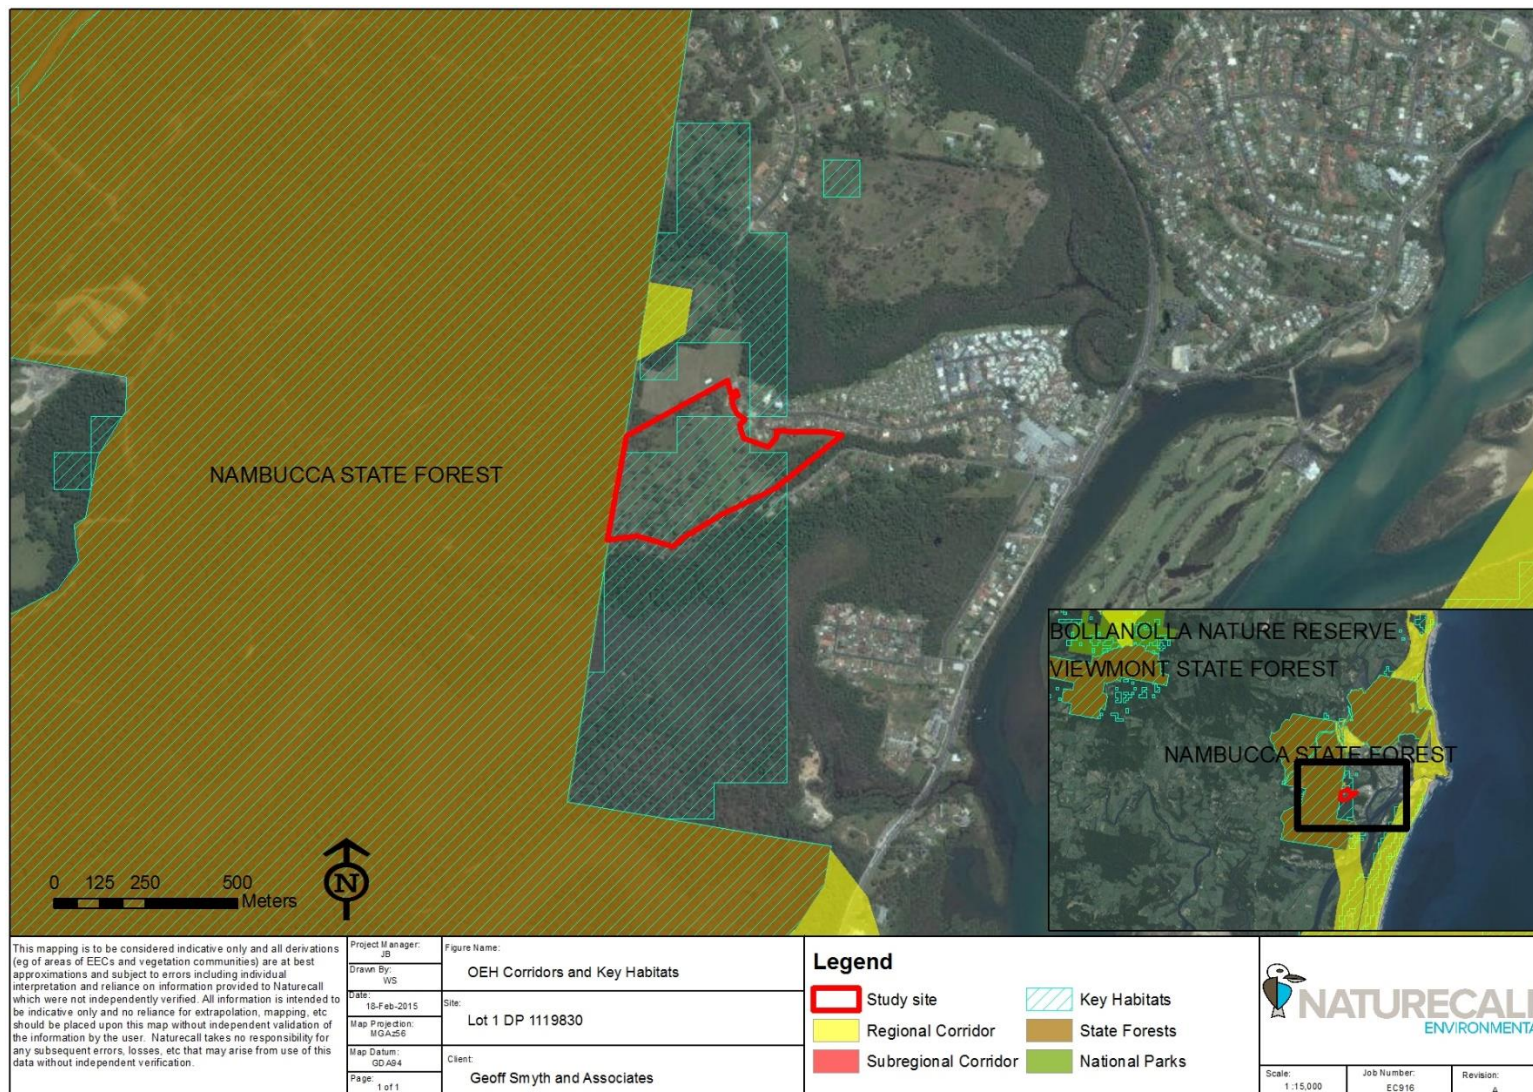 NAMBUCCA STATE FOREST
BOLLANOLLA NATURE RESERVE
VIEWMONT STATE FOREST
NAMBUCCA STATE FOREST
0 125 250 500
Meters
N
This mapping is to be considered indicative only and all derivations
(eg of areas of EECs and vegetation communities) are at best
approximations and subject to errors including individual
interpretation and reliance on information provided to Naturecall
which were not independently verified. All information is intended to
be indicative only and no reliance for extrapolation, mapping, etc
should be placed upon this map without independent validation of
the information by the user. Naturecall takes no responsibility for
any subsequent errors, losses, etc that may arise from use of this
data without independent verification.
Project Manager:
JB
Drawn By:
WS
Date:
18-Feb-2015
Map Projection:
MGAz56
Map Datum:
GDA94
Page:
1 of 1
Figure Name:
OEH Corridors and Key Habitats
Site:
Lot 1 DP 1119830
Client:
Geoff Smyth and Associates
Legend
Study site
Regional Corridor
Subregional Corridor
Key Habitats
State Forests
National Parks
NATURECALL
ENVIRONMENTA
Scale:
1:15,000
Job Number:
EC916
Revision:
A